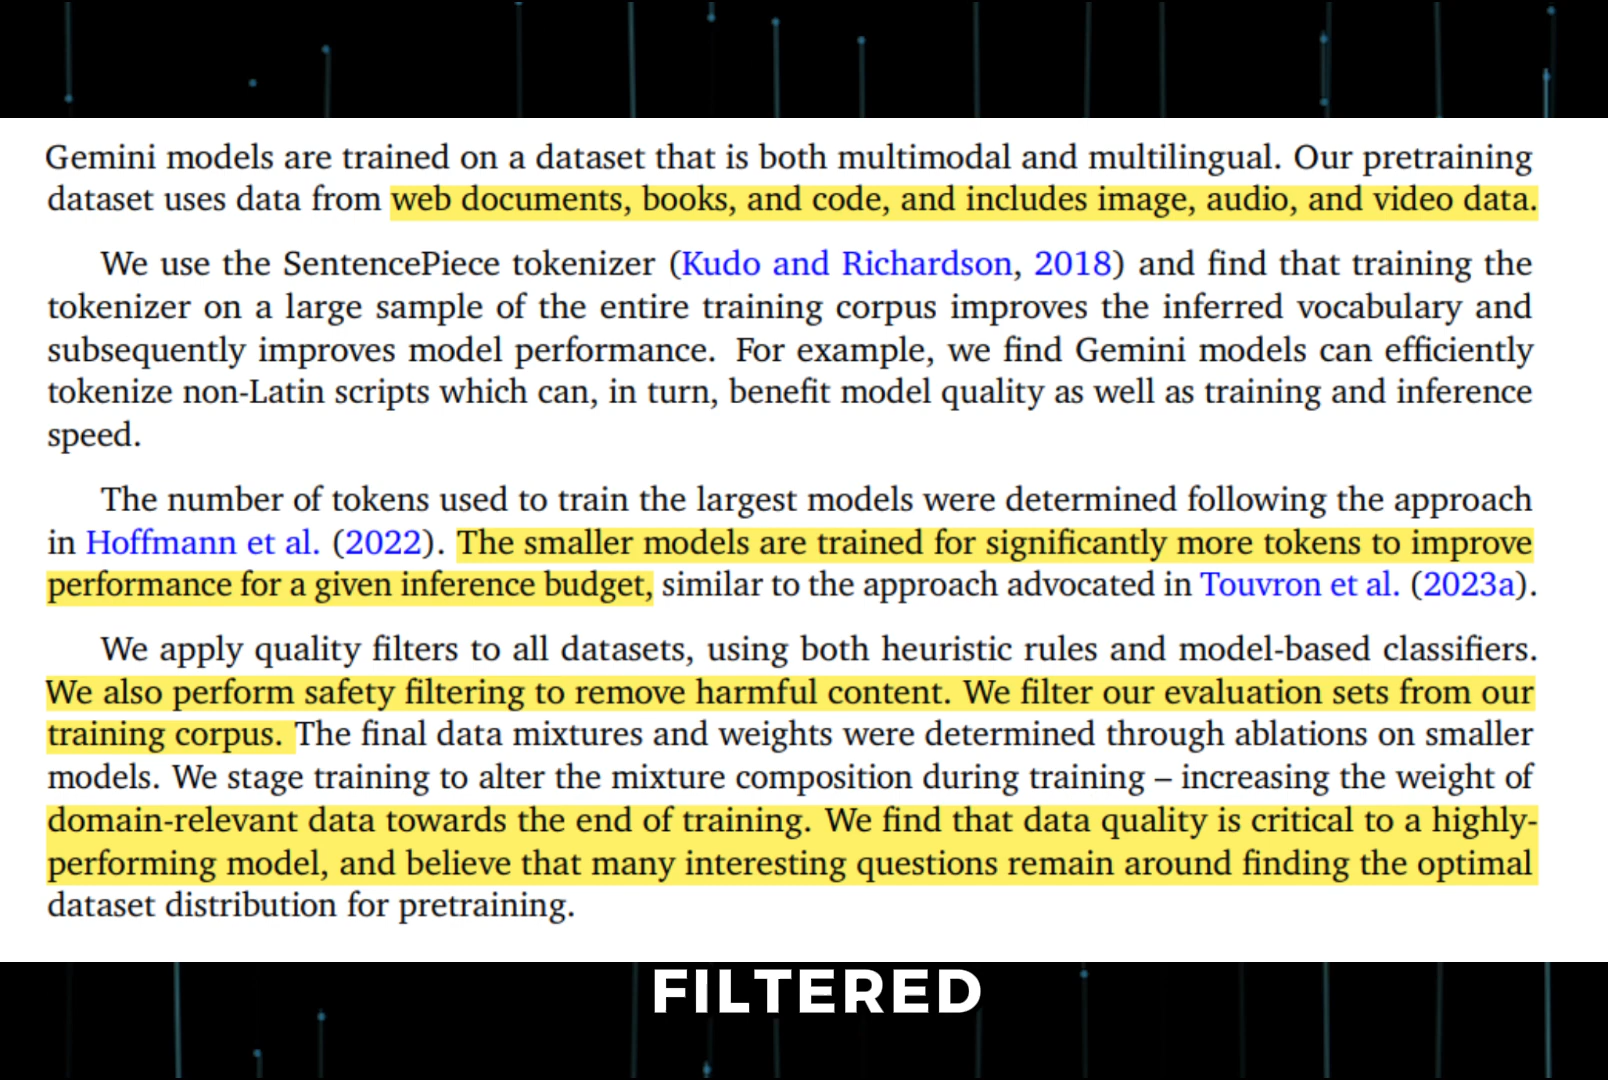 Gemini models are trained on a dataset that is both multimodal and multilingual. Our pretraining
dataset uses data from web documents, books, and code, and includes image, audio, and video data.
We use the SentencePiece tokenizer (Kudo and Richardson, 2018) and find that training the
tokenizer on a large sample of the entire training corpus improves the inferred vocabulary and
subsequently improves model performance. For example, we find Gemini models can efficiently
tokenize non-Latin scripts which can, in turn, benefit model quality as well as training and inference
speed.
The number of tokens used to train the largest models were determined following the approach
in Hoffmann et al. (2022). The smaller models are trained for significantly more tokens to improve
performance for a given inference budget, similar to the approach advocated in Touvron et al. (2023a).
We apply quality filters to all datasets, using both heuristic rules and model-based classifiers.
We also perform safety filtering to remove harmful content. We filter our evaluation sets from our
training corpus. The final data mixtures and weights were determined through ablations on smaller
models. We stage training to alter the mixture composition during training – increasing the weight of
domain-relevant data towards the end of training. We find that data quality is critical to a highly-
performing model, and believe that many interesting questions remain around finding the optimal
dataset distribution for pretraining.
FILTERED